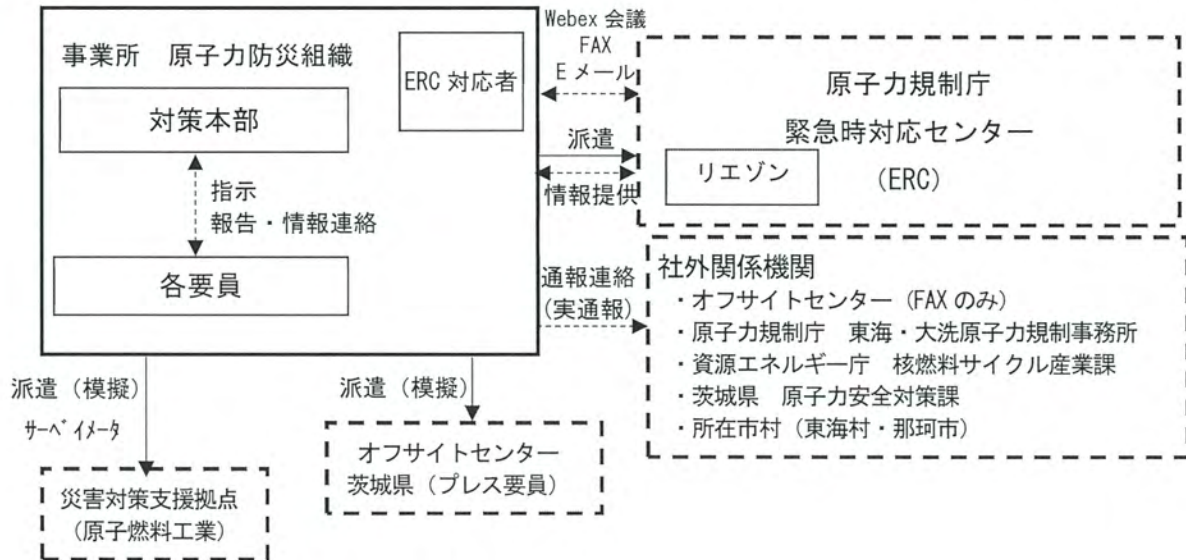 事業所　原子力防災組織
対策本部
指示
報告・情報連絡
各要員
ERC 対応者
Webex 会議
FAX
E メール
派遣
情報提供
原子力規制庁
緊急時対応センター
(ERC)
リエゾン
通報連絡
(実通報)
社外関係機関
・オフサイトセンター（FAX のみ）
・原子力規制庁　東海・大洗原子力規制事務所
・資源エネルギー庁　核燃料サイクル産業課
・茨城県　原子力安全対策課
・所在市村（東海村・那珂市）
派遣（模擬）
サーベイメータ
災害対策支援拠点
（原子燃料工業）
派遣（模擬）
オフサイトセンター
茨城県（プレス要員）